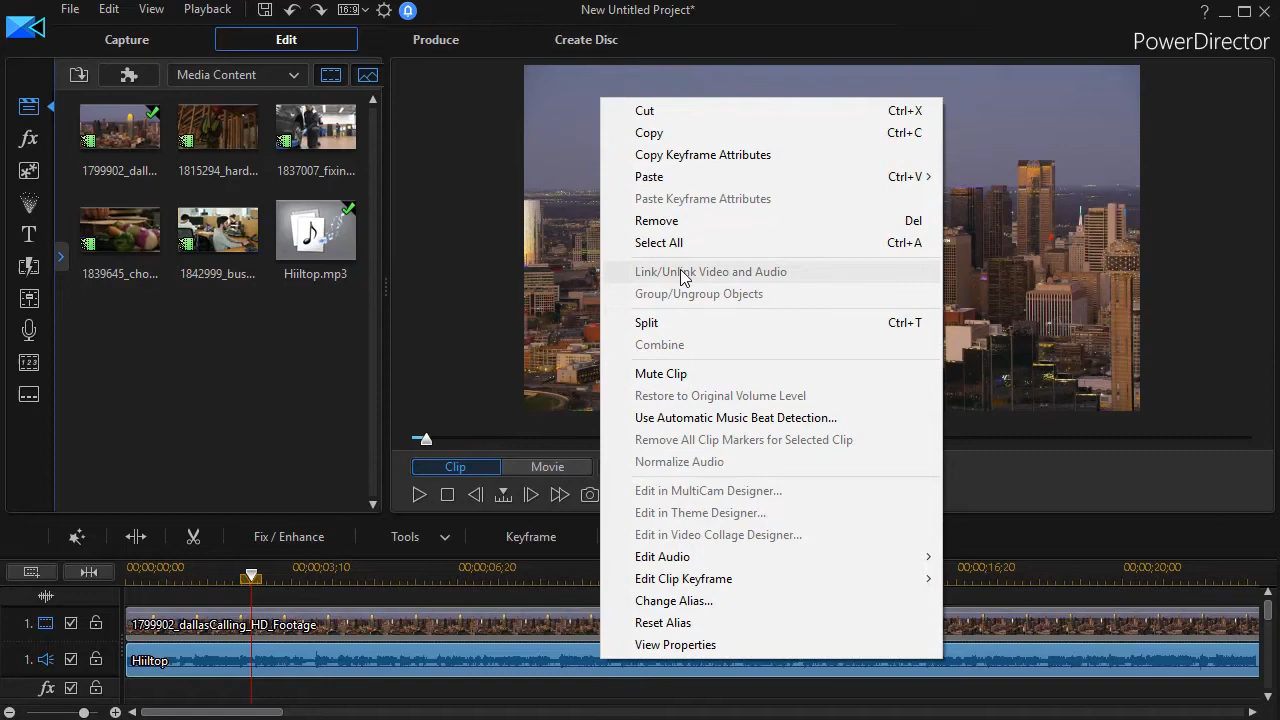 File Edit View Playback 16:9 New Untitled Project* ?
Capture Edit Produce Create Disc PowerDirector
Media Content
1799902_dall... 1815294_hard... 1837007_fixin...
1839645_cho... 1842999_bus... Hiiltop.mp3
Cut Ctrl+X
Copy Ctrl+C
Copy Keyframe Attributes
Paste Ctrl+V
Paste Keyframe Attributes
Remove Del
Select All Ctrl+A
Link/Unlink Video and Audio
Group/Ungroup Objects
Split Ctrl+T
Combine
Mute Clip
Restore to Original Volume Level
Use Automatic Music Beat Detection...
Remove All Clip Markers for Selected Clip
Normalize Audio
Edit in MultiCam Designer...
Edit in Theme Designer...
Edit in Video Collage Designer...
Edit Audio
Edit Clip Keyframe
Change Alias...
Reset Alias
View Properties
Clip Movie
Fix / Enhance Tools Keyframe
00;00;00;00 00;00;03;10 00;00;06;20 00;00;16;20 00;00;20;00
1. 1799902_dallasCalling_HD_Footage
1. Hiiltop
fx